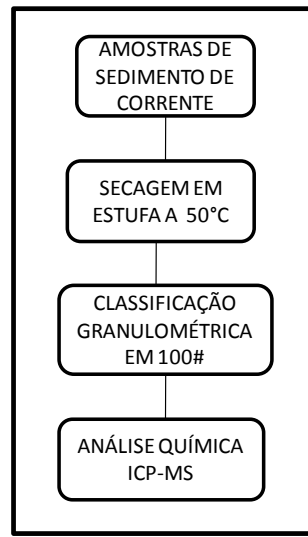 AMOSTRAS DE
SEDIMENTO DE
CORRENTE
SECAGEM EM
ESTUFA A 50°C
CLASSIFICAÇÃO
GRANULOMÉTRICA
EM 100#
ANÁLISE QUÍMICA
ICP-MS